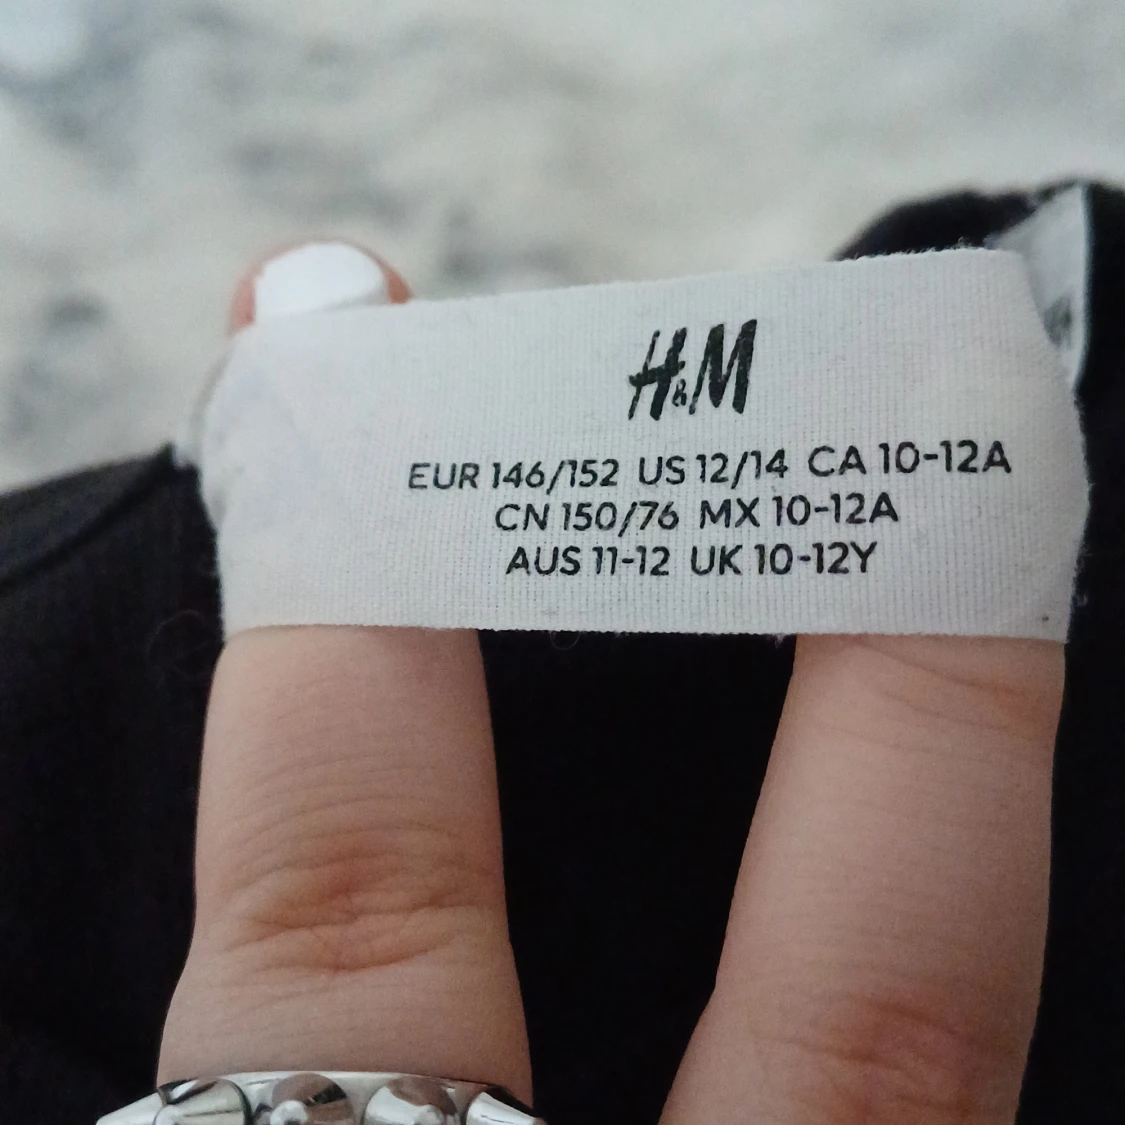 H&M
EUR 146/152 US 12/14 CA 10-12A
CN 150/76 MX 10-12A
AUS 11-12 UK 10-12Y